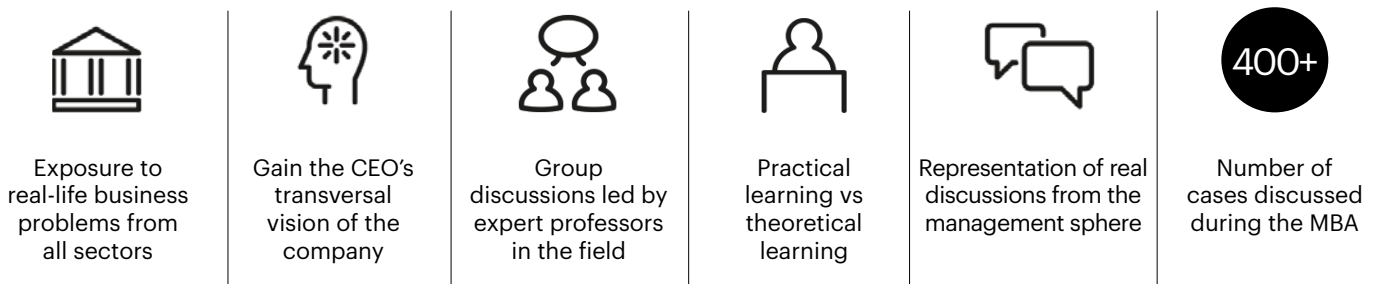 Exposure to
real-life business
problems from
all sectors
Gain the CEO's
transversal
vision of the
company
Group
discussions led by
expert professors
in the field
Practical
learning vs
theoretical
learning
Representation of real
discussions from the
management sphere
400+
Number of
cases discussed
during the MBA